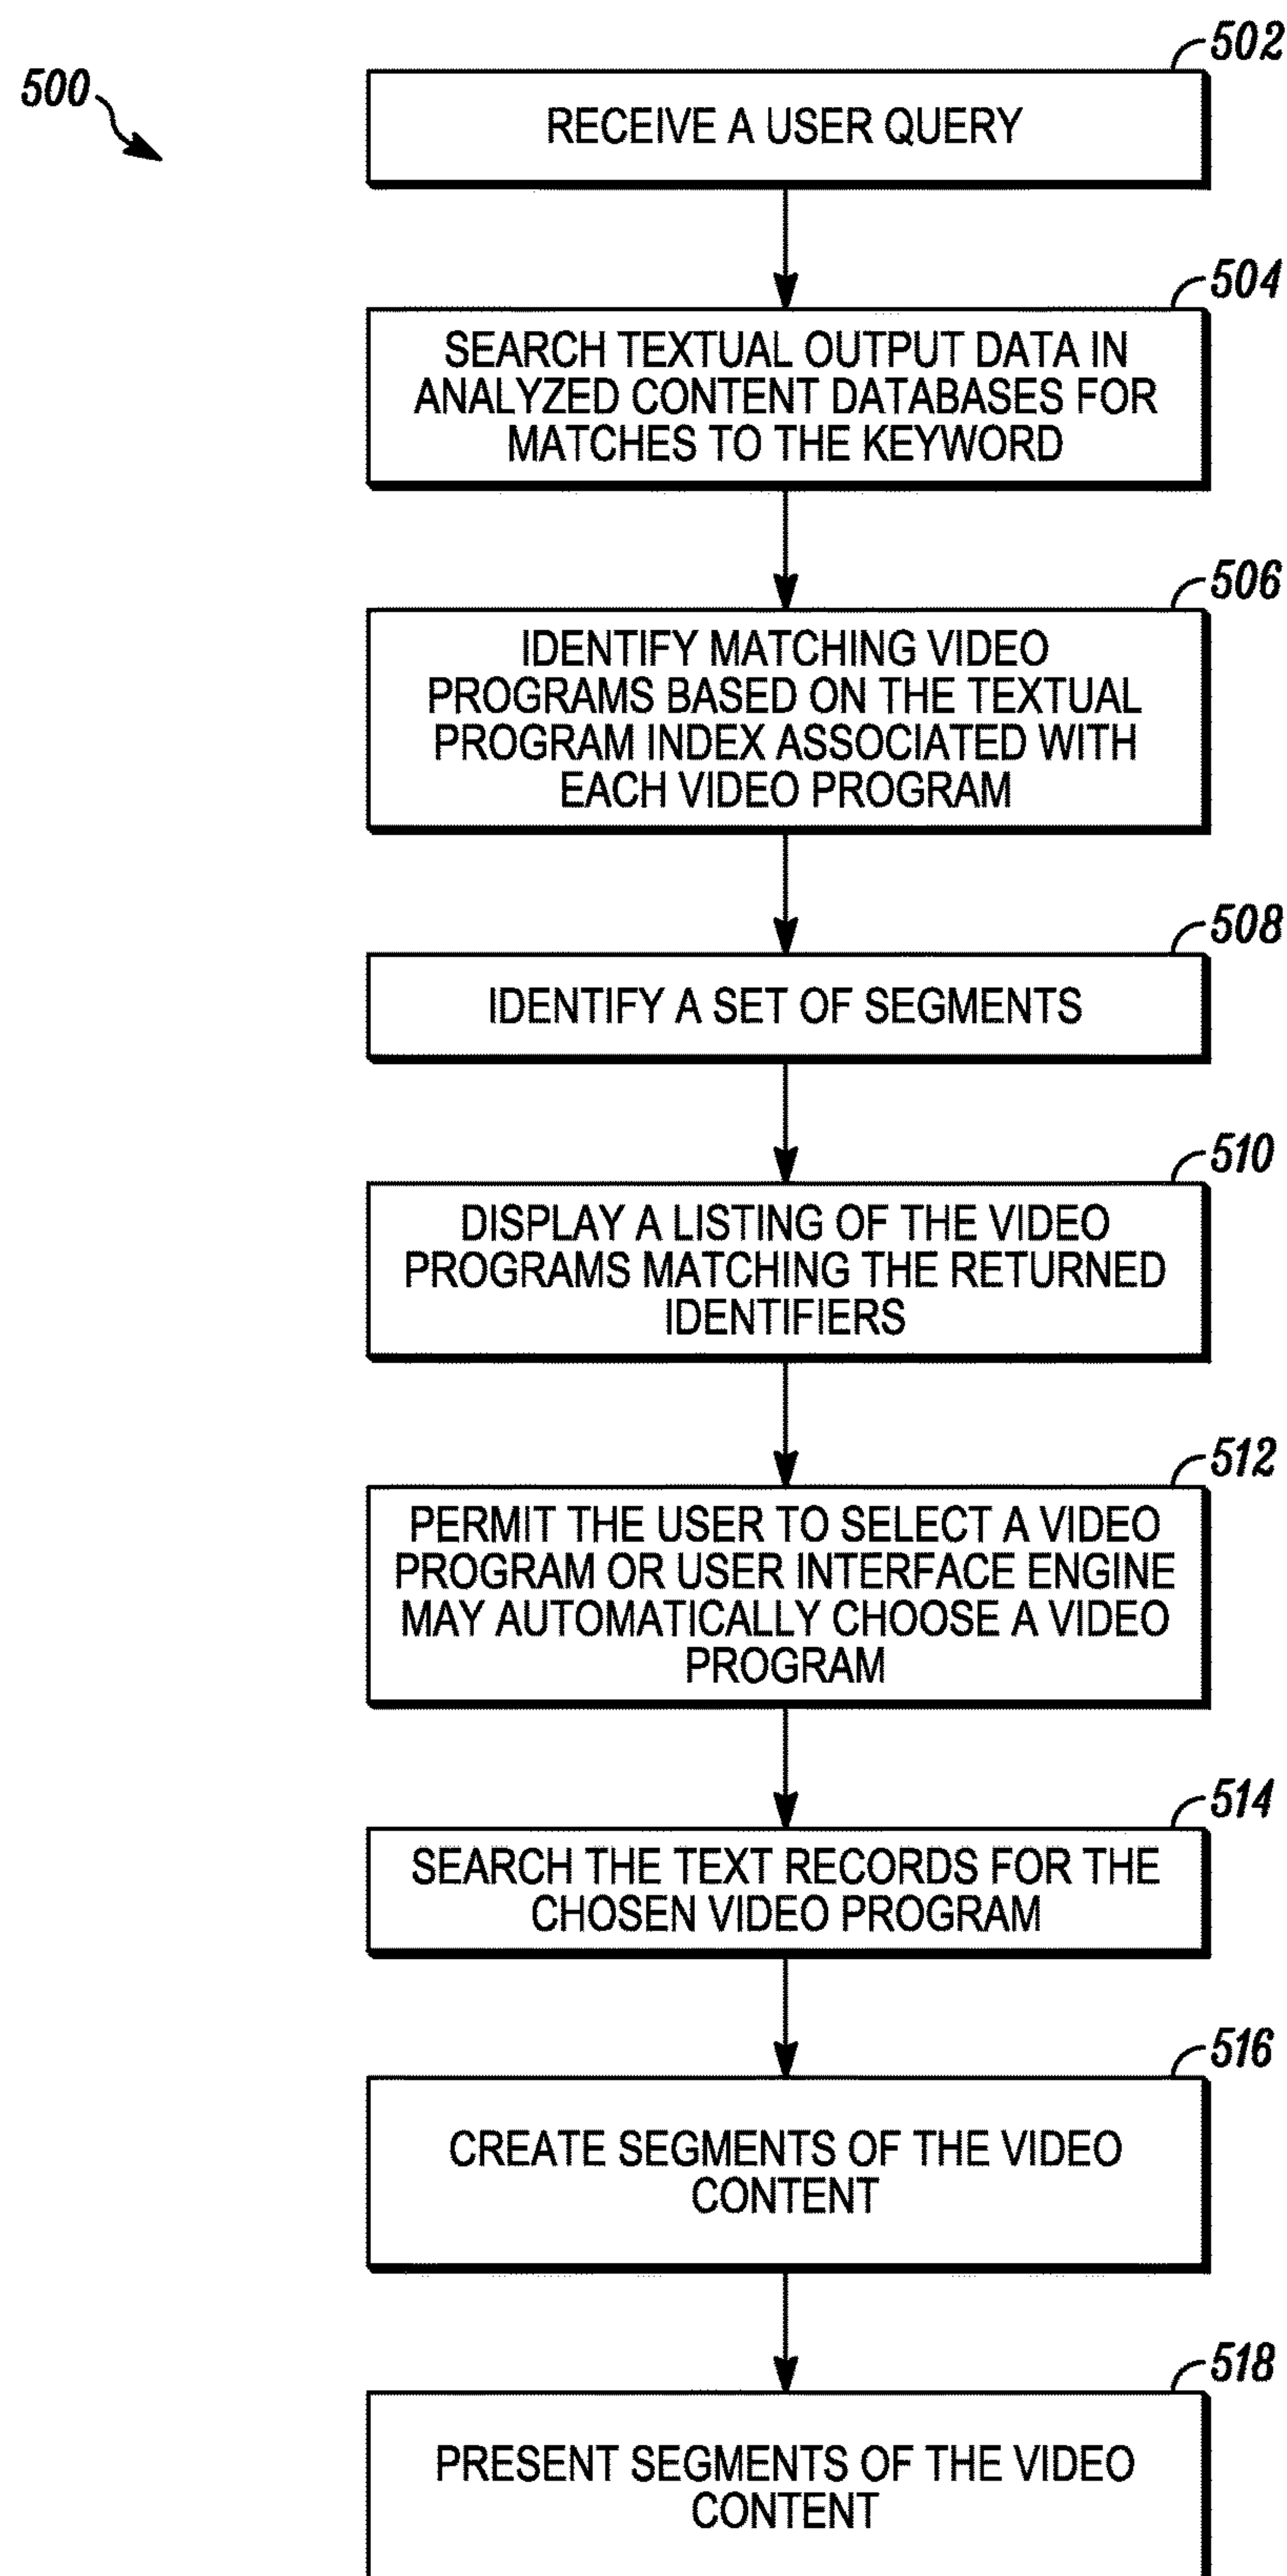 500
502
RECEIVE A USER QUERY
504
SEARCH TEXTUAL OUTPUT DATA IN
ANALYZED CONTENT DATABASES FOR
MATCHES TO THE KEYWORD
506
IDENTIFY MATCHING VIDEO
PROGRAMS BASED ON THE TEXTUAL
PROGRAM INDEX ASSOCIATED WITH
EACH VIDEO PROGRAM
508
IDENTIFY A SET OF SEGMENTS
510
DISPLAY A LISTING OF THE VIDEO
PROGRAMS MATCHING THE RETURNED
IDENTIFIERS
512
PERMIT THE USER TO SELECT A VIDEO
PROGRAM OR USER INTERFACE ENGINE
MAY AUTOMATICALLY CHOOSE A VIDEO
PROGRAM
514
SEARCH THE TEXT RECORDS FOR THE
CHOSEN VIDEO PROGRAM
516
CREATE SEGMENTS OF THE VIDEO
CONTENT
518
PRESENT SEGMENTS OF THE VIDEO
CONTENT